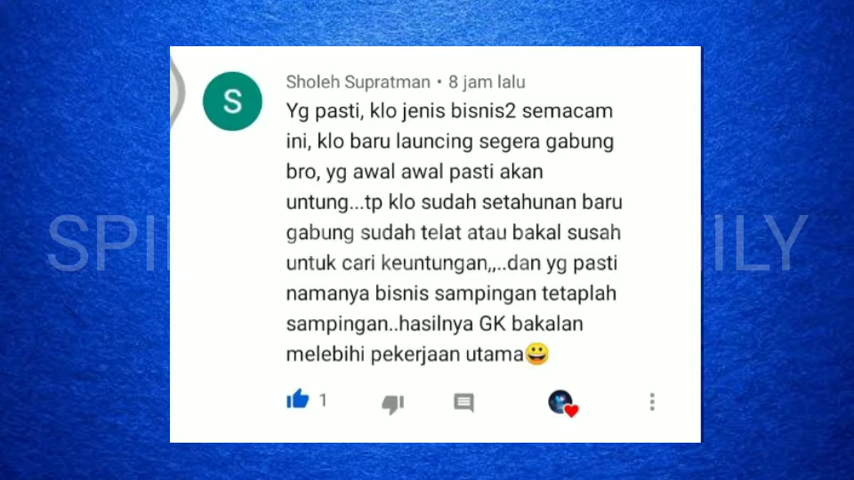 Sholeh Supratman • 8 jam lalu
S
Yg pasti, klo jenis bisnis2 semacam
ini, klo baru launcing segera gabung
bro, yg awal awal pasti akan
untung...tp klo sudah setahunan baru
gabung sudah telat atau bakal susah
untuk cari keuntungan,,..dan yg pasti
namanya bisnis sampingan tetaplah
sampingan..hasilnya GK bakalan
melebihi pekerjaan utama😀
1